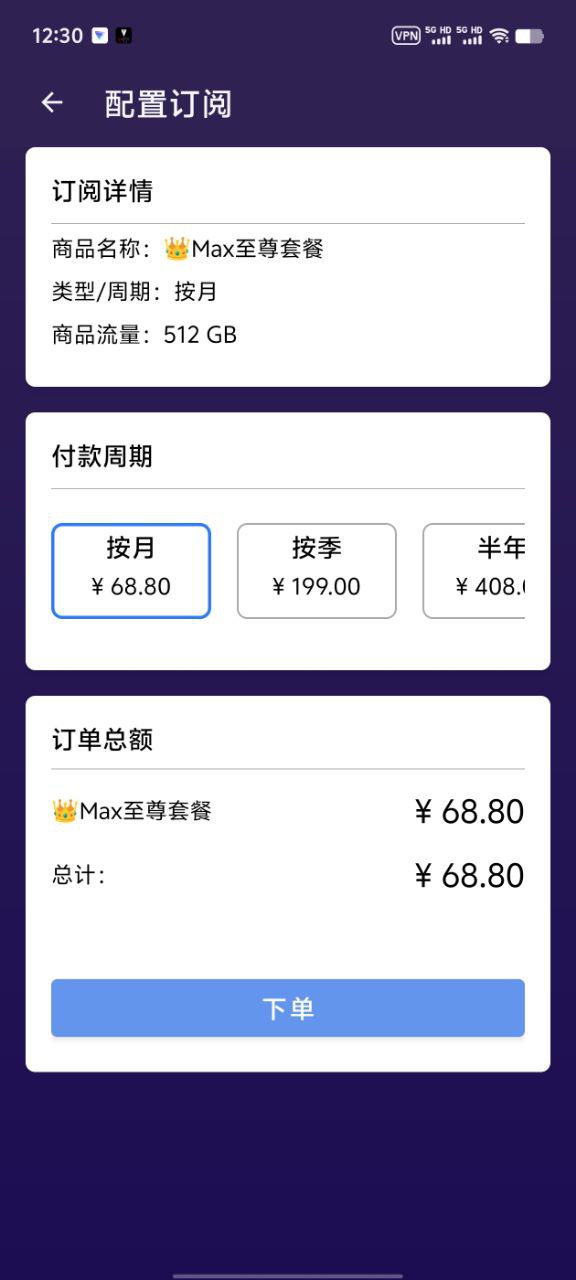 12:30 VPN 5G HD 5G HD
配置订阅
订阅详情
商品名称：👑Max至尊套餐
类型/周期：按月
商品流量：512 GB
付款周期
按月 按季 半年
¥ 68.80 ¥ 199.00 ¥ 408.
订单总额
👑Max至尊套餐 ¥ 68.80
总计： ¥ 68.80
下单